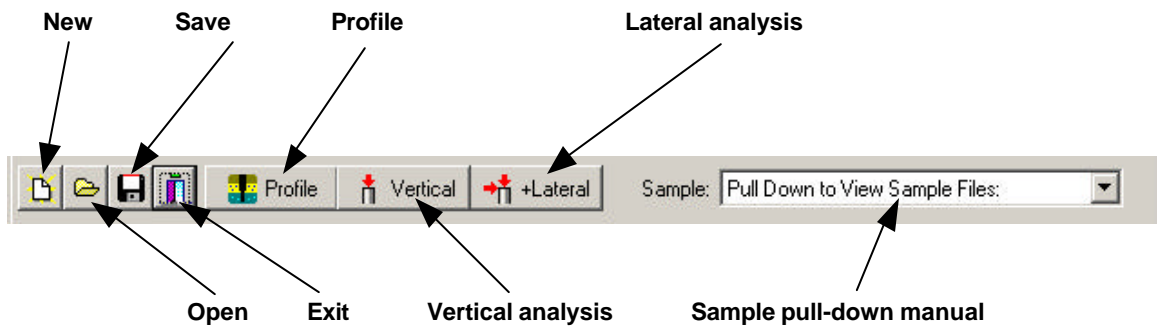 New Save Profile Lateral analysis
Profile Vertical +Lateral Sample: Pull Down to View Sample Files:
Open Exit Vertical analysis Sample pull-down manual